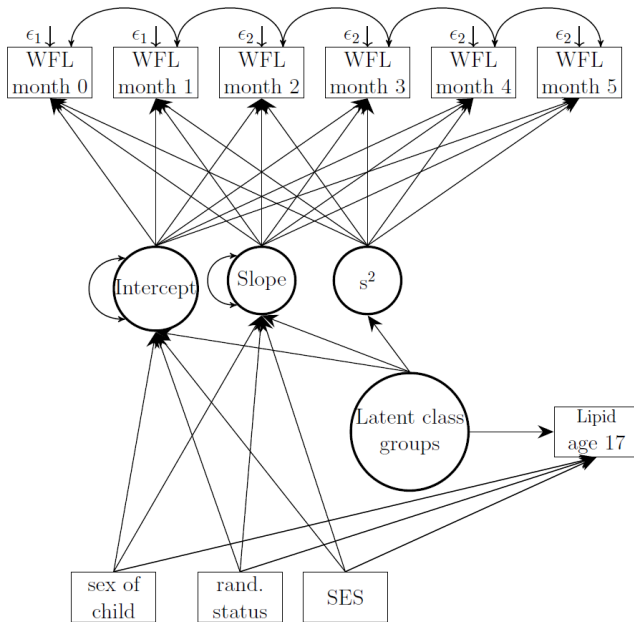 ϵ1 ϵ1 ϵ2 ϵ2 ϵ2 ϵ2
WFL WFL WFL WFL WFL WFL
month 0 month 1 month 2 month 3 month 4 month 5
Intercept Slope s²
Latent class
groups
Lipid
age 17
sex of
child
rand.
status
SES